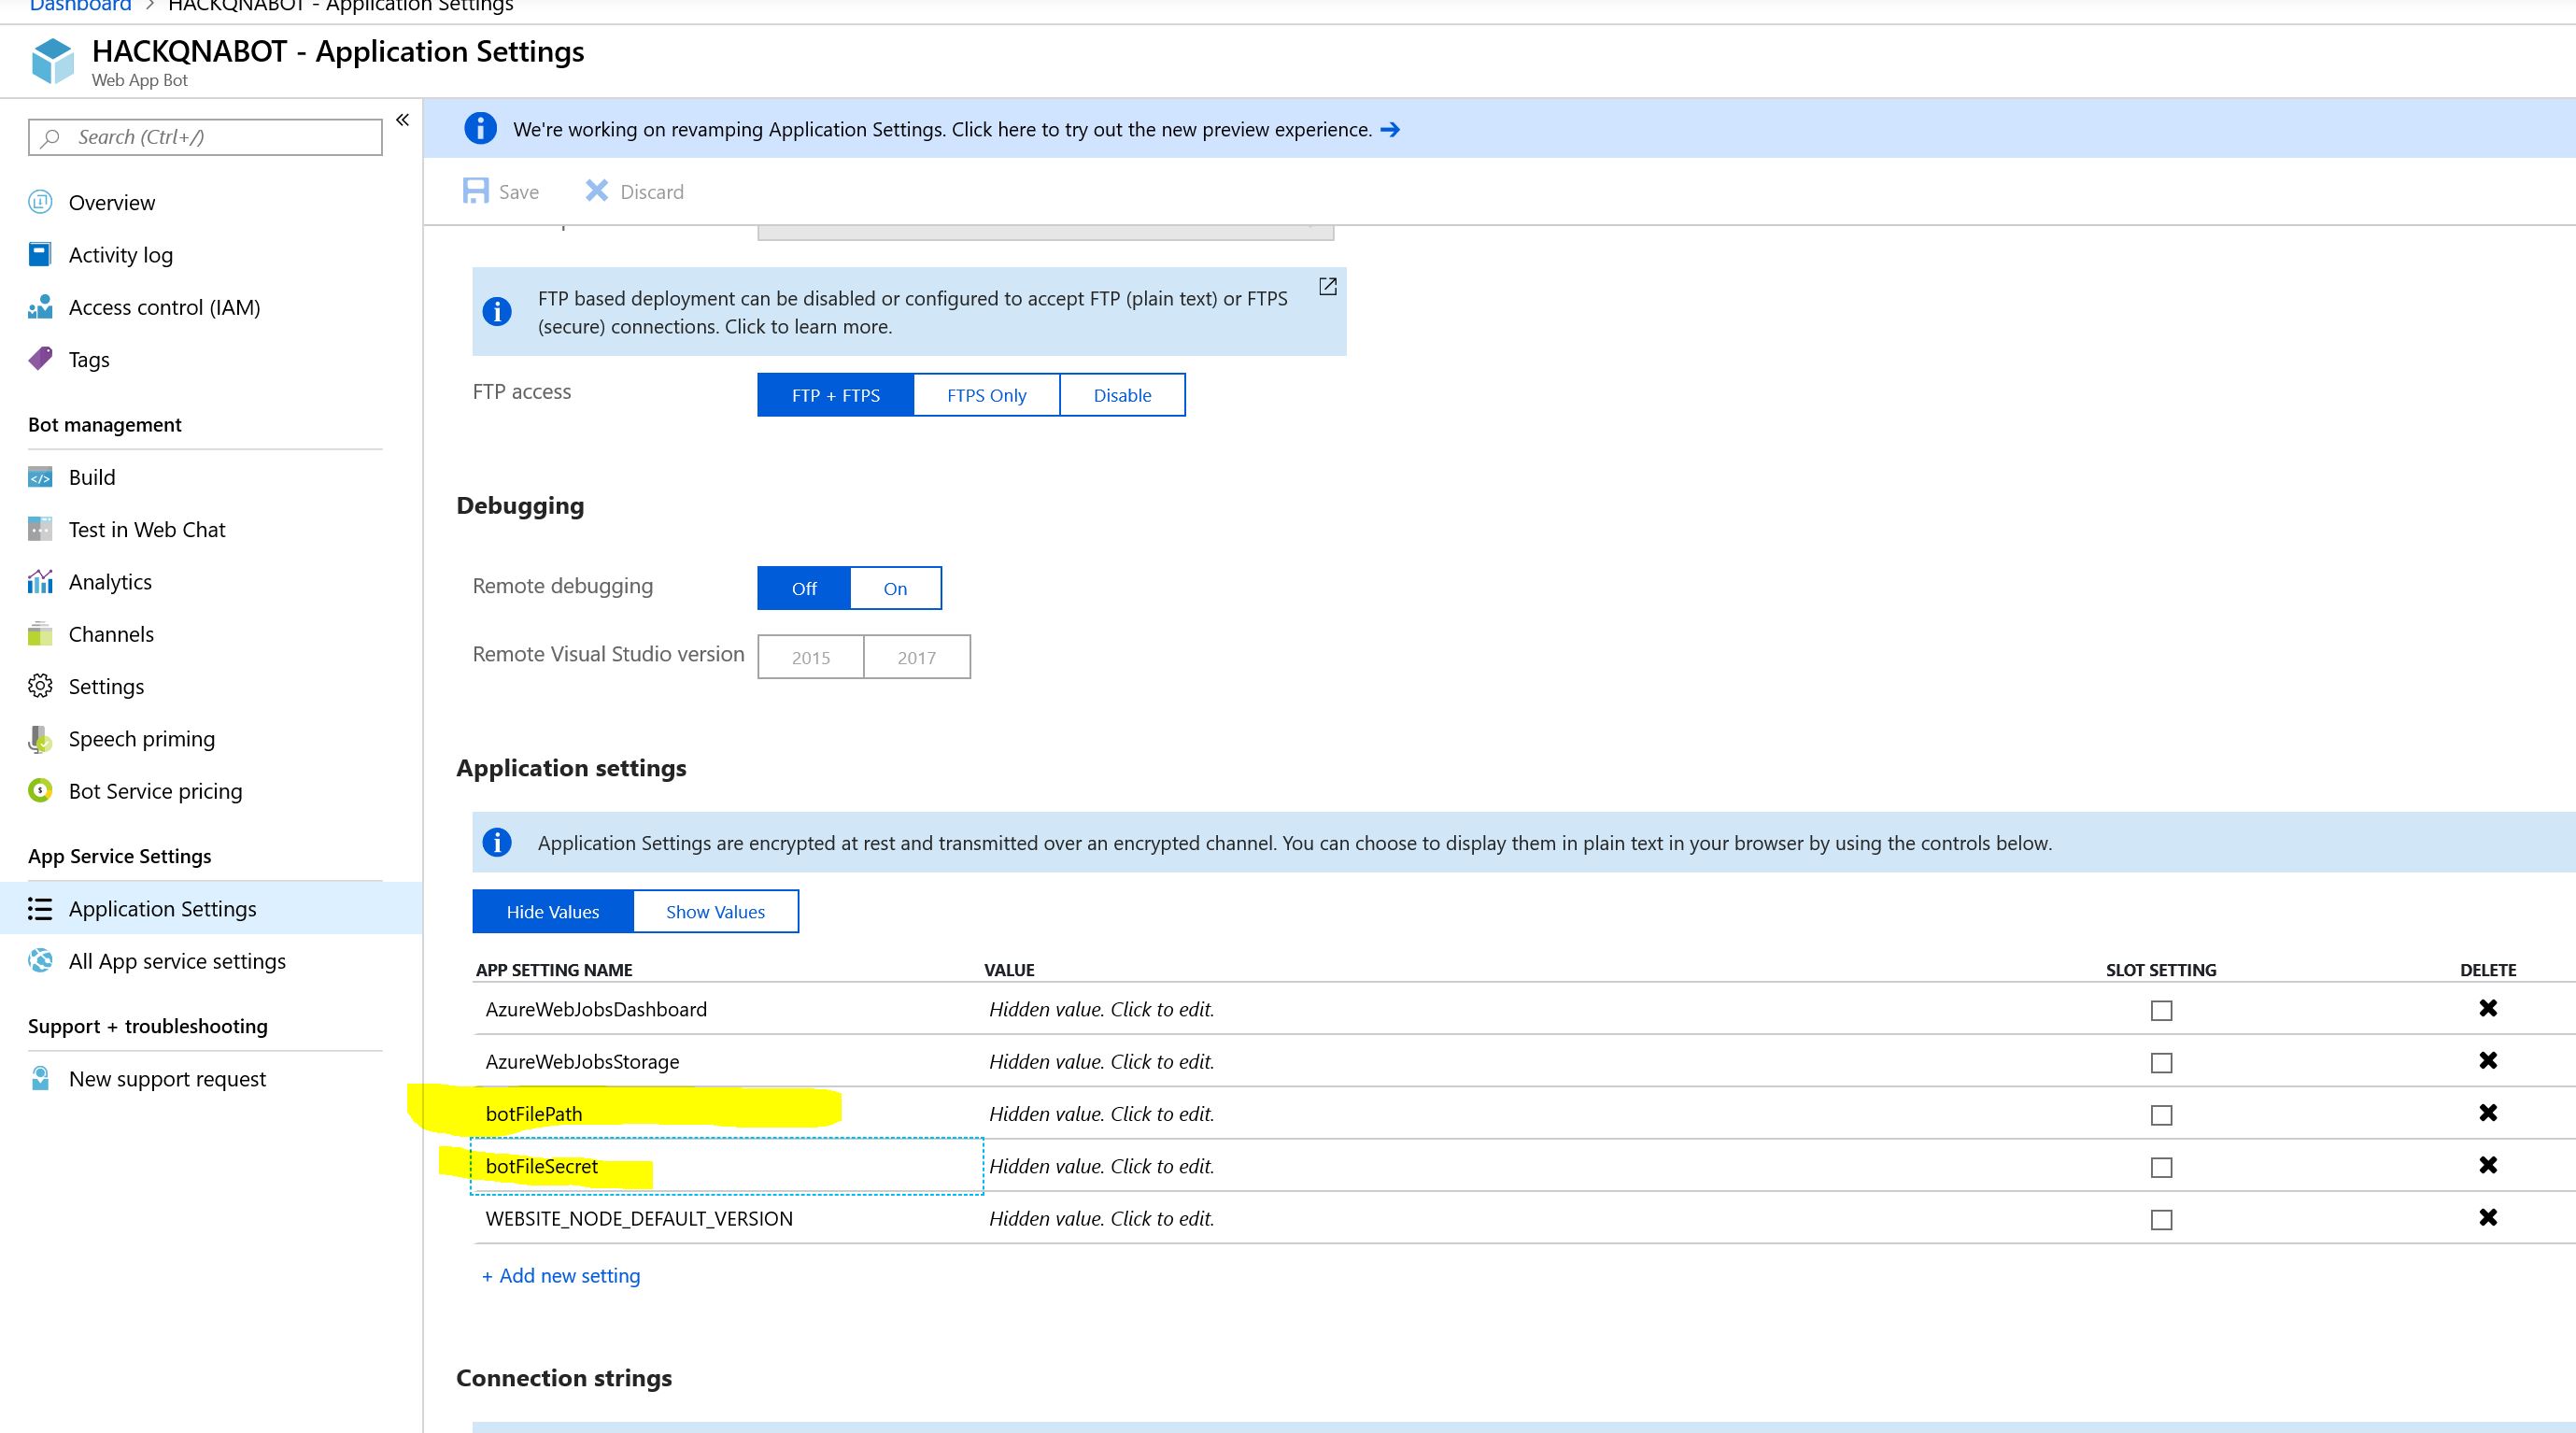 Dashboard > HACKQNABOT - Application Settings
HACKQNABOT - Application Settings
Web App Bot
Search (Ctrl+/)
«
Overview
Activity log
Access control (IAM)
Tags
Bot management
Build
Test in Web Chat
Analytics
Channels
Settings
Speech priming
Bot Service pricing
App Service Settings
Application Settings
All App service settings
Support + troubleshooting
New support request
We're working on revamping Application Settings. Click here to try out the new preview experience. →
Save Discard
FTP based deployment can be disabled or configured to accept FTP (plain text) or FTPS
(secure) connections. Click to learn more.
FTP access FTP + FTPS FTPS Only Disable
Debugging
Remote debugging Off On
Remote Visual Studio version 2015 2017
Application settings
Application Settings are encrypted at rest and transmitted over an encrypted channel. You can choose to display them in plain text in your browser by using the controls below.
Hide Values Show Values
APP SETTING NAME VALUE SLOT SETTING DELETE
AzureWebJobsDashboard Hidden value. Click to edit.
AzureWebJobsStorage Hidden value. Click to edit.
botFilePath Hidden value. Click to edit.
botFileSecret Hidden value. Click to edit.
WEBSITE_NODE_DEFAULT_VERSION Hidden value. Click to edit.
+ Add new setting
Connection strings